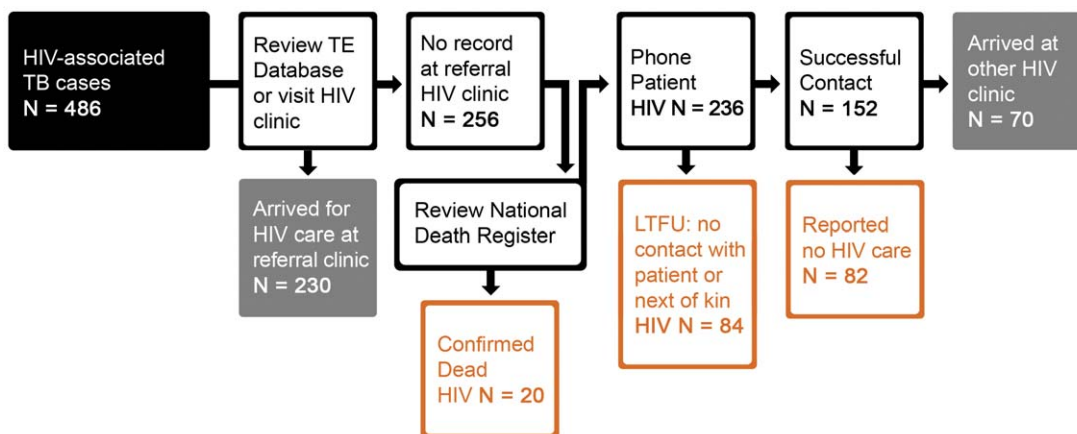 HIV-associated
TB cases
N = 486
Review TE
Database
or visit HIV
clinic
No record
at referral
HIV clinic
N = 256
Phone
Patient
HIV N = 236
Successful
Contact
N = 152
Arrived at
other HIV
clinic
N = 70
Arrived for
HIV care at
referral clinic
N = 230
Review National
Death Register
LTFU: no
contact with
patient or
next of kin
HIV N = 84
Reported
no HIV care
N = 82
Confirmed
Dead
HIV N = 20